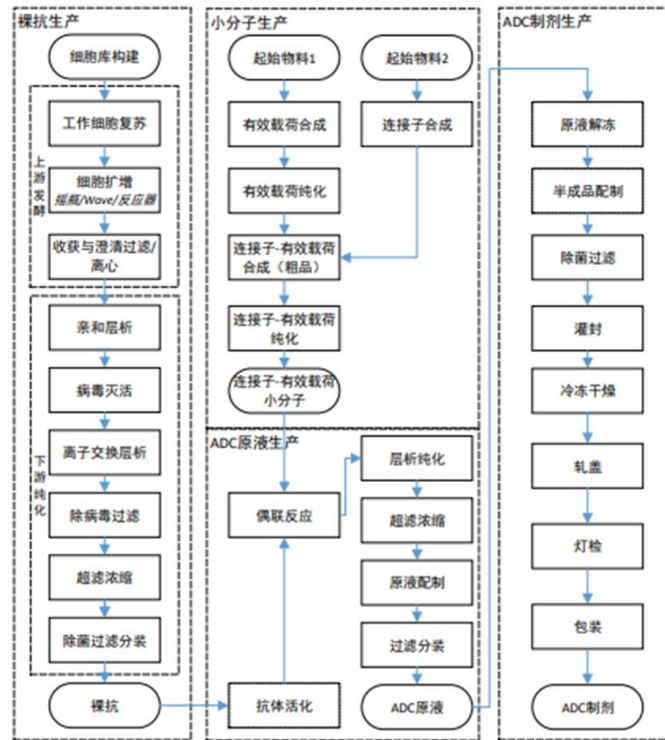 裸抗生产
细胞库构建
上游发酵
工作细胞复苏
细胞扩增
摇瓶/Wave/反应器
收获与澄清过滤/
离心
下游纯化
亲和层析
病毒灭活
离子交换层析
除病毒过滤
超滤浓缩
除菌过滤分装
裸抗
小分子生产
起始物料1
起始物料2
有效载荷合成
连接子合成
有效载荷纯化
连接子-有效载荷
合成（粗品）
连接子-有效载荷
纯化
连接子-有效载荷
小分子
ADC原液生产
偶联反应
抗体活化
层析纯化
超滤浓缩
原液配制
过滤分装
ADC原液
ADC制剂生产
原液解冻
半成品配制
除菌过滤
灌封
冷冻干燥
轧盖
灯检
包装
ADC制剂